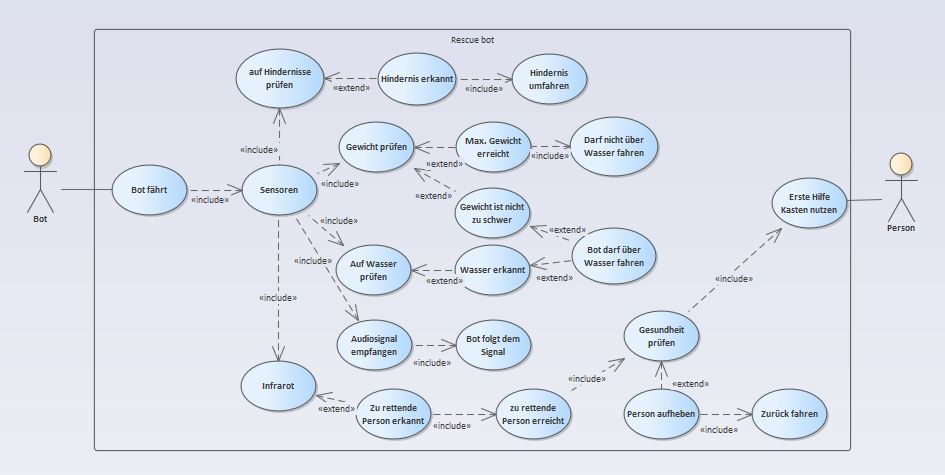 Rescue bot
auf Hindernisse
prüfen
«extend»
Hindernis erkannt
«include»
Hindernis
umfahren
«include»
Gewicht prüfen
«extend»
Max. Gewicht
erreicht
«include»
Darf nicht über
Wasser fahren
Bot
Bot fährt
«include»
Sensoren
«include»
«extend»
Gewicht ist nicht
zu schwer
Erste Hilfe
Kasten nutzen
Person
«include»
«extend»
Auf Wasser
prüfen
«include»
«extend»
Wasser erkannt
«extend»
Bot darf über
Wasser fahren
«include»
«include»
Audiosignal
empfangen
«include»
Bot folgt dem
Signal
Gesundheit
prüfen
Infrarot
«extend»
Zu rettende
Person erkannt
«include»
zu rettende
Person erreicht
«include»
«extend»
Person aufheben
«include»
Zurück fahren